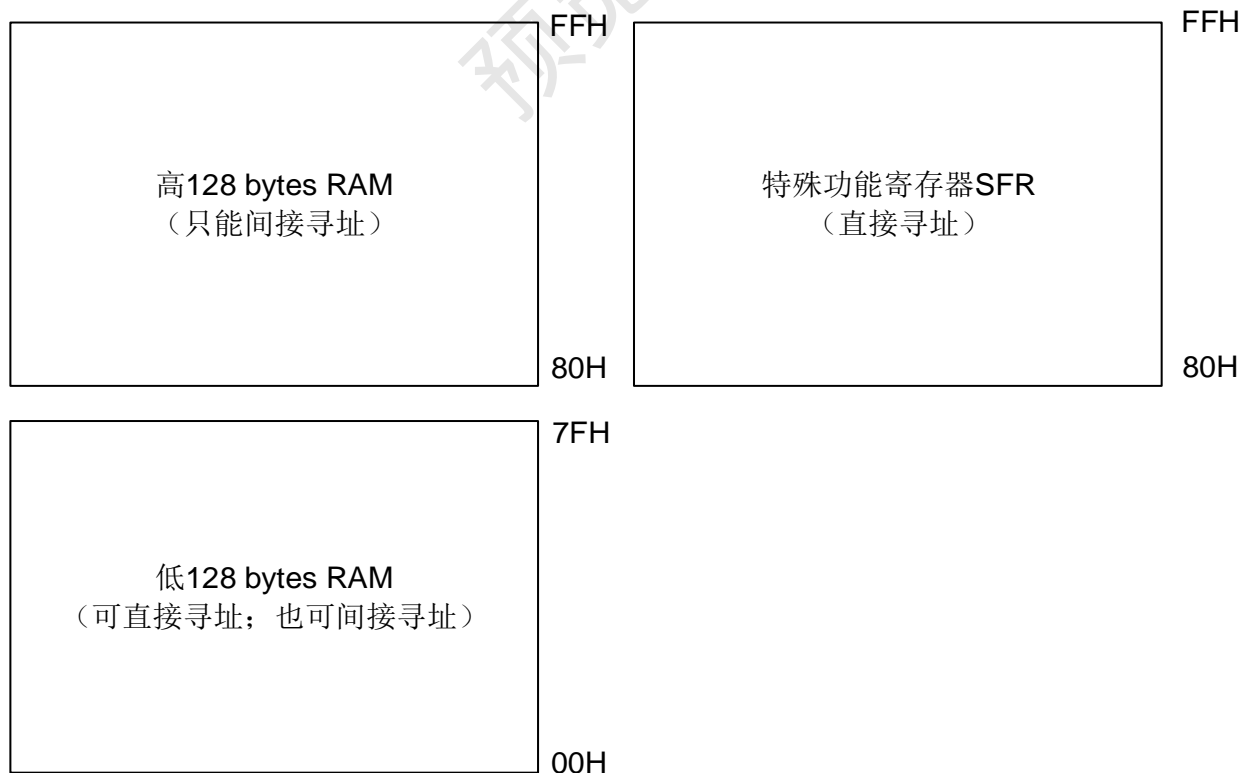 FFH
高128 bytes RAM
（只能间接寻址）
80H
FFH
特殊功能寄存器SFR
（直接寻址）
80H
7FH
低128 bytes RAM
（可直接寻址；也可间接寻址）
00H